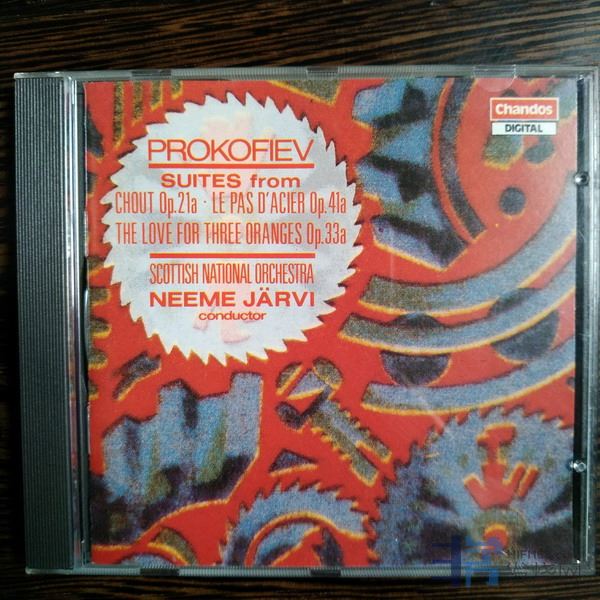 Chandos
DIGITAL
PROKOFIEV
SUITES from
CHOUT Op.21a · LE PAS D'ACIER Op.41a
THE LOVE FOR THREE ORANGES Op.33a
SCOTTISH NATIONAL ORCHESTRA
NEEME JÄRVI
conductor